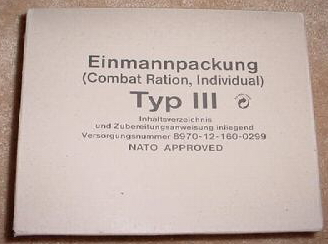 Einmannpackung
(Combat Ration, Individual)
Typ III
Inhaltsverzeichnis
und Zubereitungsanweisung inliegend
Versorgungsnummer 8970-12-160-0299
NATO APPROVED